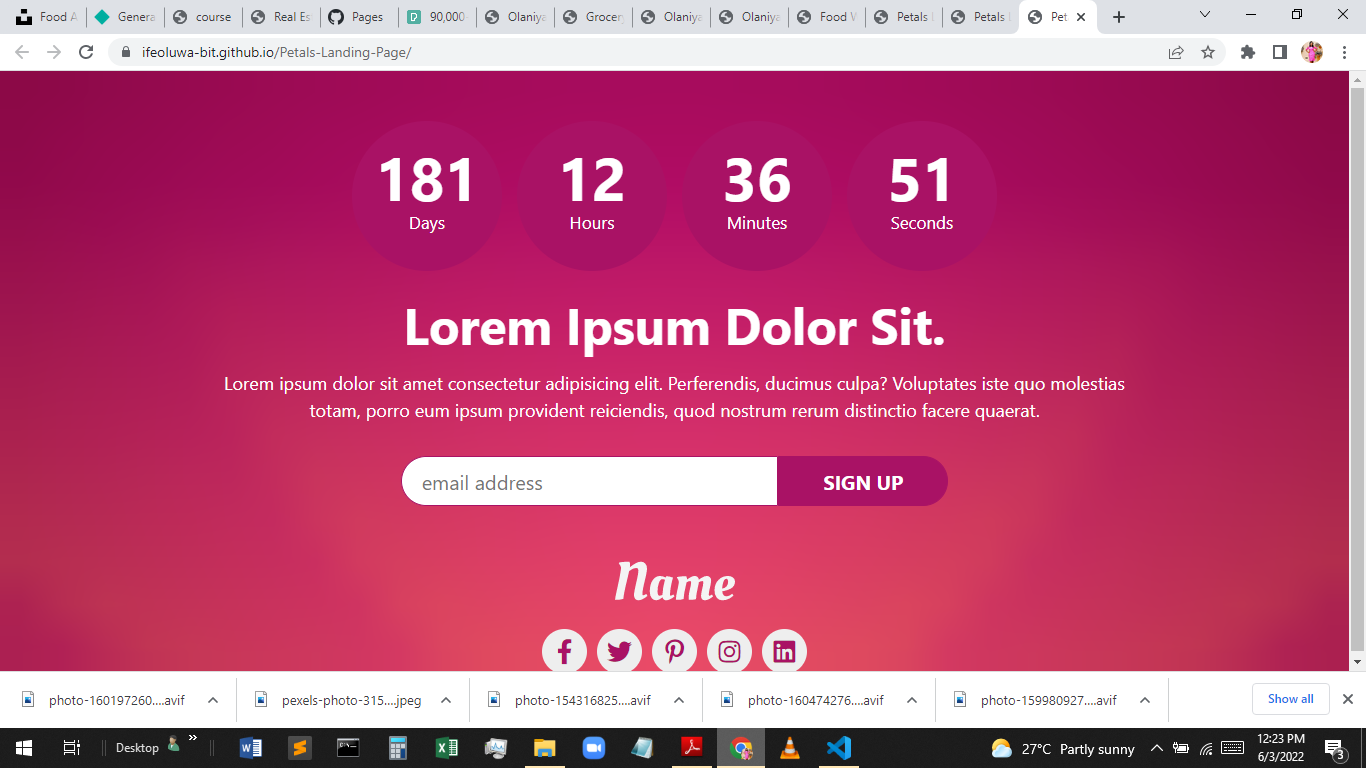 Food A
Genera
course
Real Es
Pages
90,000
Olaniya
Grocer
Olaniya
Olaniya
Food W
Petals
Petals
Pet
ifeoluwa-bit.github.io/Petals-Landing-Page/
181 12 36 51
Days Hours Minutes Seconds
Lorem Ipsum Dolor Sit.
Lorem ipsum dolor sit amet consectetur adipisicing elit. Perferendis, ducimus culpa? Voluptates iste quo molestias
totam, porro eum ipsum provident reiciendis, quod nostrum rerum distinctio facere quaerat.
email address SIGN UP
Name
photo-160197260....avif
pexels-photo-315....jpeg
photo-154316825....avif
photo-160474276....avif
photo-159980927....avif
Show all
Desktop
27°C Partly sunny
12:23 PM
6/3/2022
3